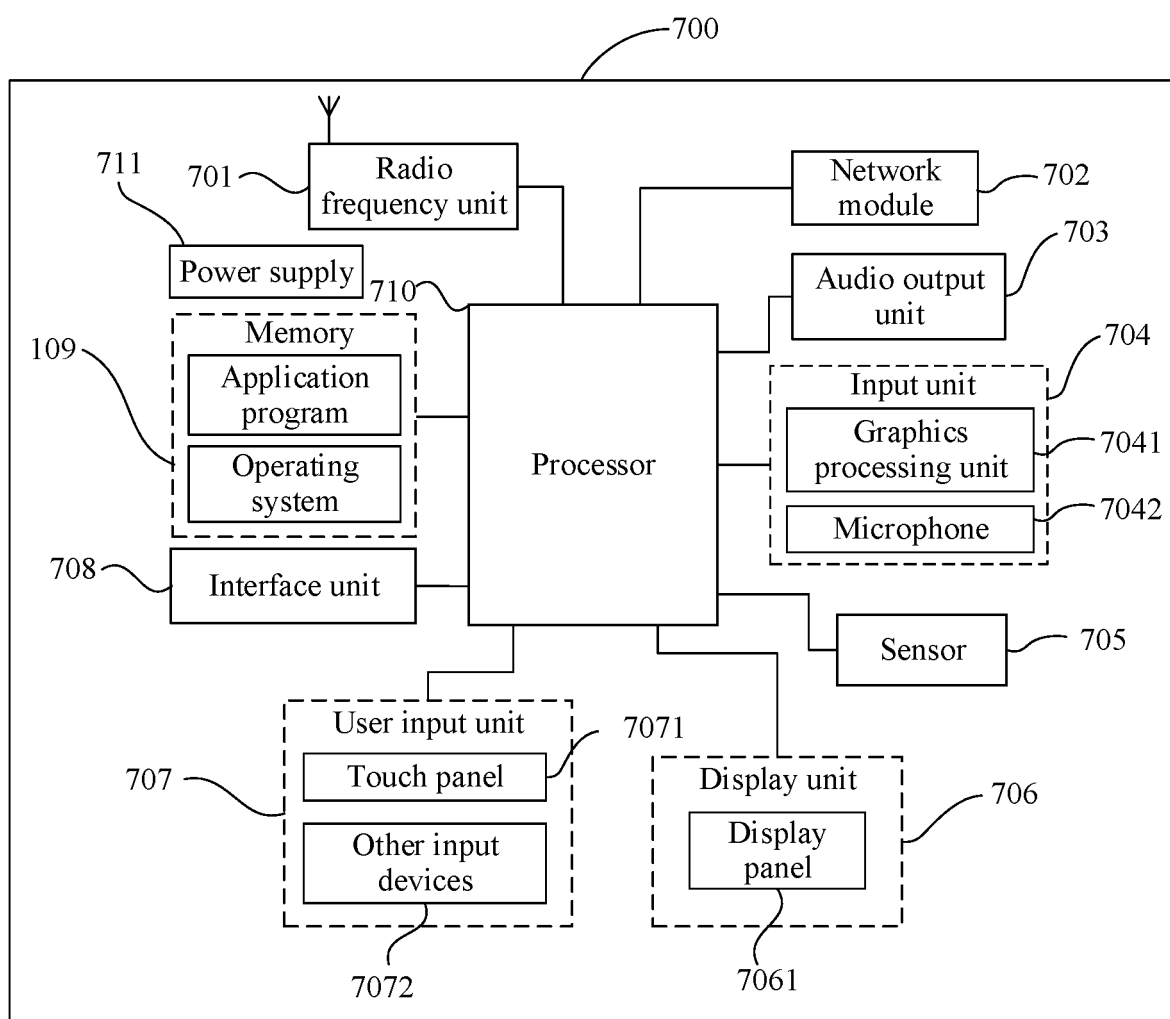 700
711
701
Radio
frequency unit
Network
module
702
703
Power supply
710
Audio output
unit
109
Memory
Application
program
Operating
system
Processor
704
Input unit
Graphics
processing unit
7041
7042
Microphone
708
Interface unit
Sensor
705
User input unit
7071
707
Touch panel
Other input
devices
7072
Display unit
706
Display
panel
7061